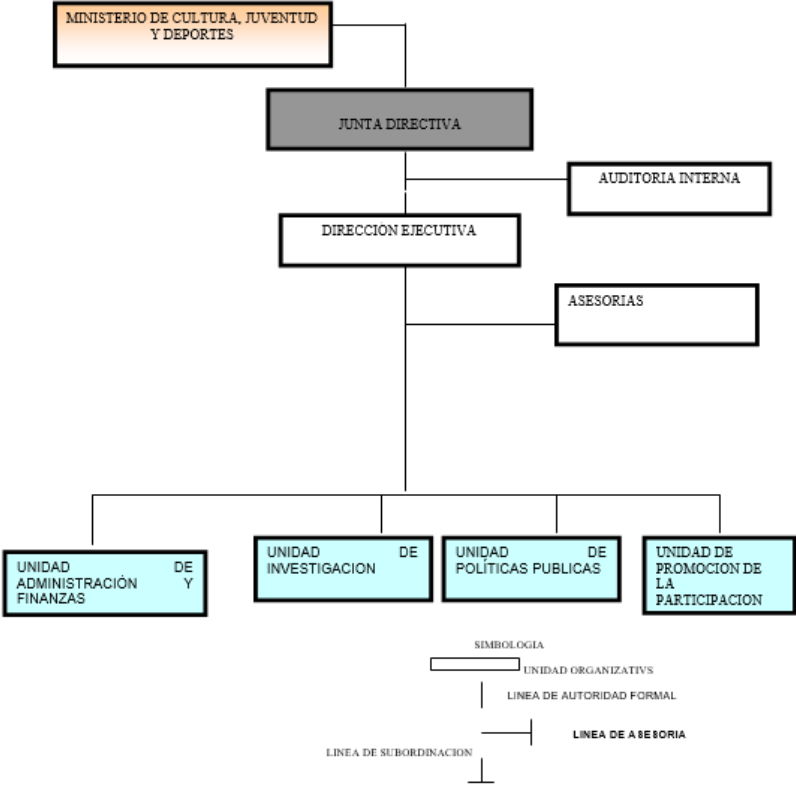 MINISTERIO DE CULTURA, JUVENTUD
Y DEPORTES
JUNTA DIRECTIVA
AUDITORIA INTERNA
DIRECCIÓN EJECUTIVA
ASESORIAS
UNIDAD DE
ADMINISTRACIÓN Y
FINANZAS
UNIDAD DE
INVESTIGACION
UNIDAD DE
POLÍTICAS PUBLICAS
UNIDAD DE
PROMOCION DE
LA
PARTICIPACION
SIMBOLOGIA
UNIDAD ORGANIZATIVS
LINEA DE AUTORIDAD FORMAL
LINEA DE ASESORIA
LINEA DE SUBORDINACION